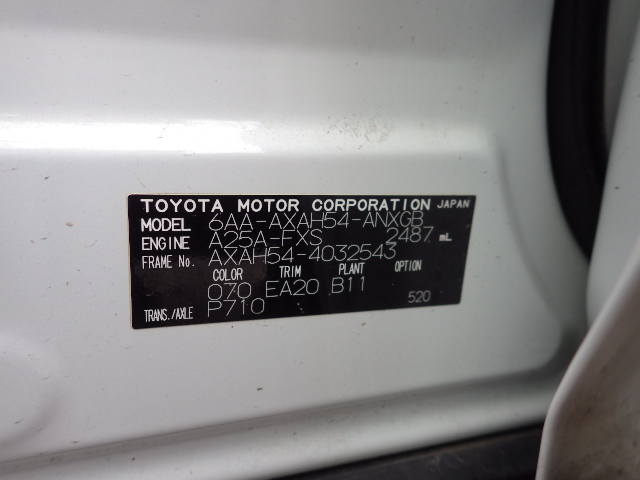 TOYOTA MOTOR CORPORATION JAPAN
MODEL 6AA-AXAH54-ANXGB
ENGINE A25A-FXS 2487 mL
FRAME No. AXAH54-4032543
COLOR TRIM PLANT OPTION
070 EA20 B11
TRANS./AXLE P710 520